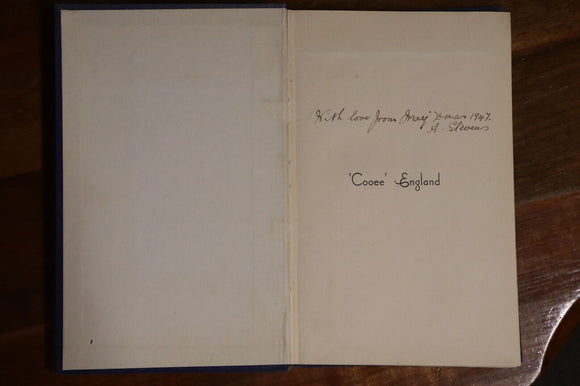 With love from May Xmas 1947.
A. Stevens
'Cooee' England